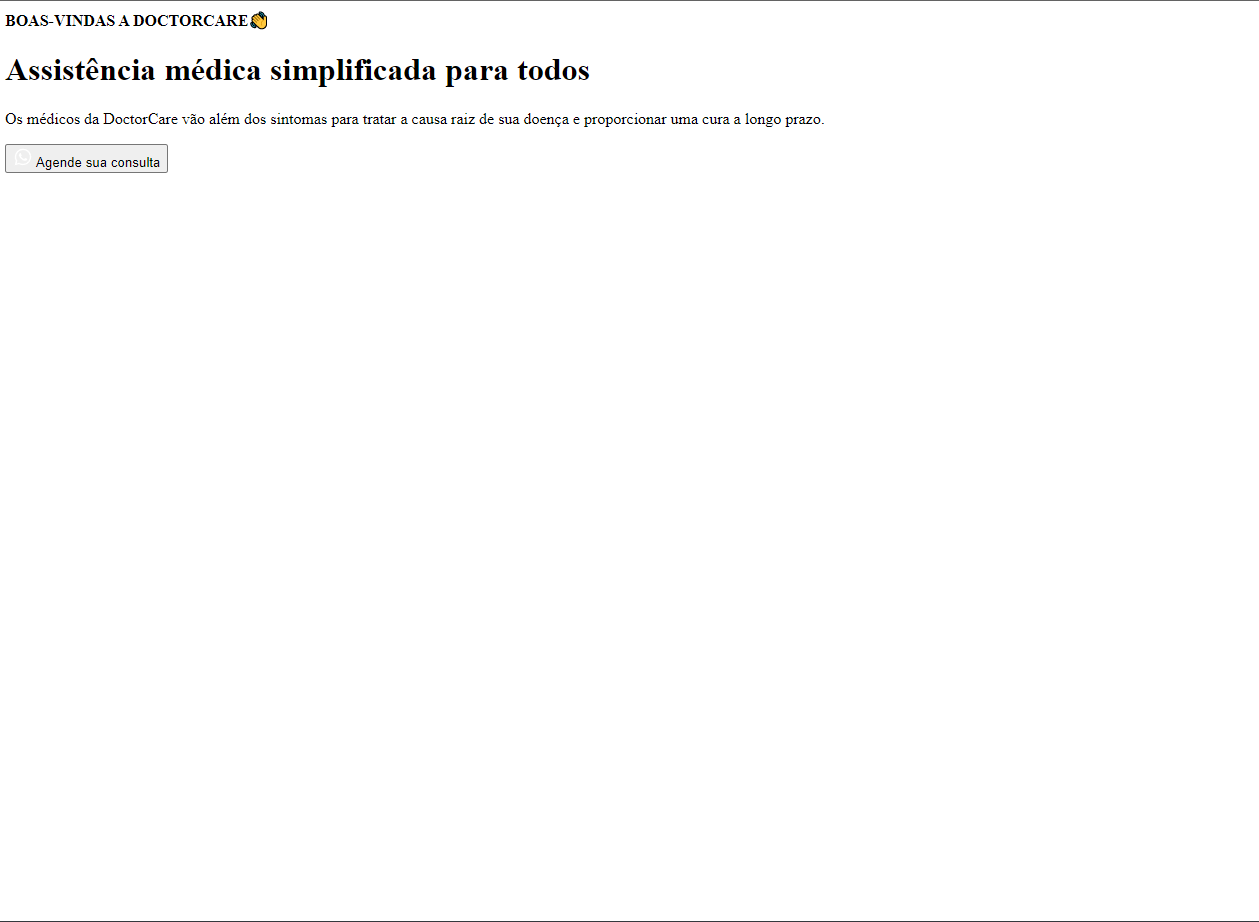 BOAS-VINDAS A DOCTORCARE👋
Assistência médica simplificada para todos
Os médicos da DoctorCare vão além dos sintomas para tratar a causa raiz de sua doença e proporcionar uma cura a longo prazo.
Agende sua consulta